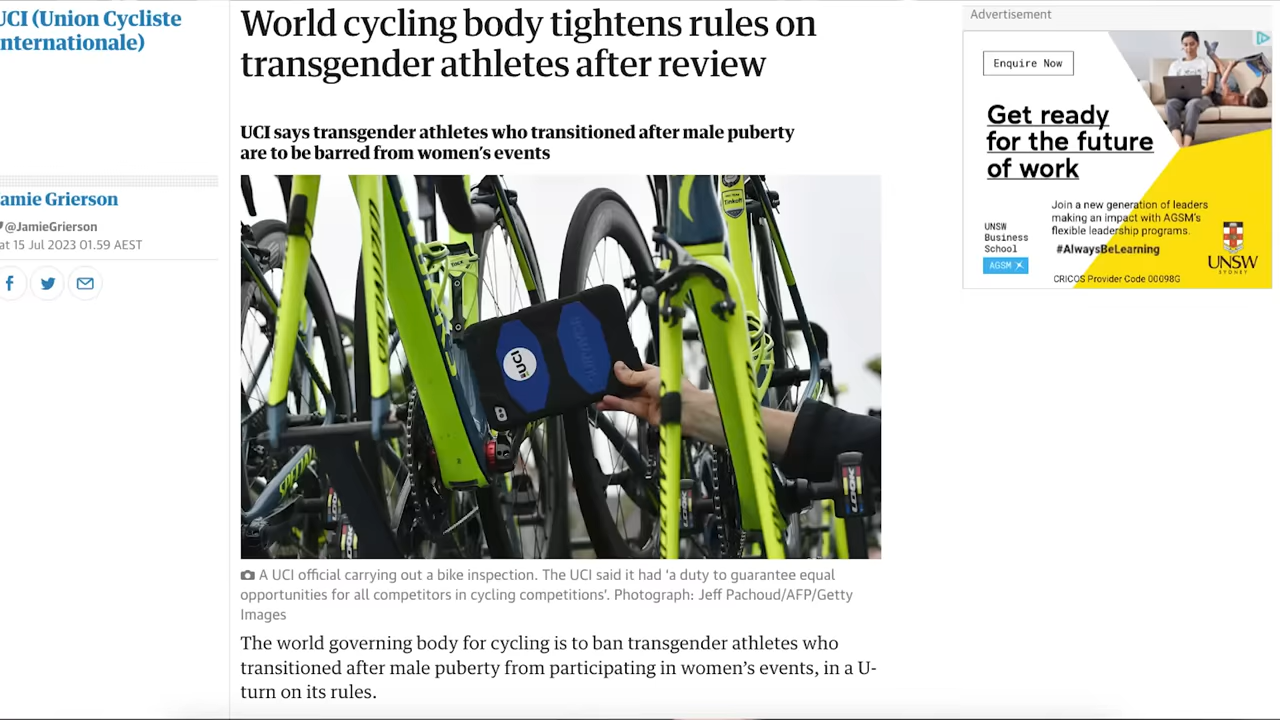 UCI (Union Cycliste
Internationale)
World cycling body tightens rules on
transgender athletes after review
UCI says transgender athletes who transitioned after male puberty
are to be barred from women's events
Jamie Grierson
@JamieGrierson
Sat 15 Jul 2023 01.59 AEST
UCI
SPECIALIZED
LOOK
A UCI official carrying out a bike inspection. The UCI said it had 'a duty to guarantee equal
opportunities for all competitors in cycling competitions'. Photograph: Jeff Pachoud/AFP/Getty
Images
The world governing body for cycling is to ban transgender athletes who
transitioned after male puberty from participating in women's events, in a U-
turn on its rules.
Advertisement
Enquire Now
Get ready
for the future
of work
Join a new generation of leaders
making an impact with AGSM's
flexible leadership programs.
#AlwaysBeLearning
UNSW
Business
School
AGSM
UNSW
SYDNEY
CRICOS Provider Code 00098G